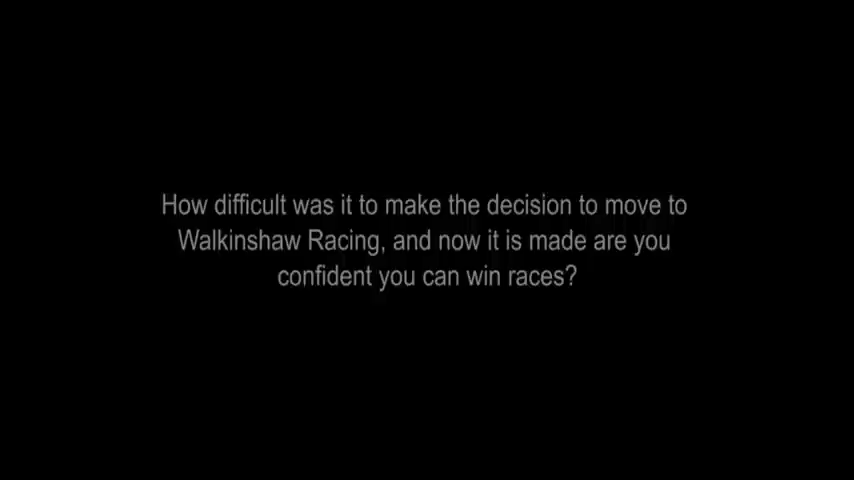 How difficult was it to make the decision to move to
Walkinshaw Racing, and now it is made are you
confident you can win races?